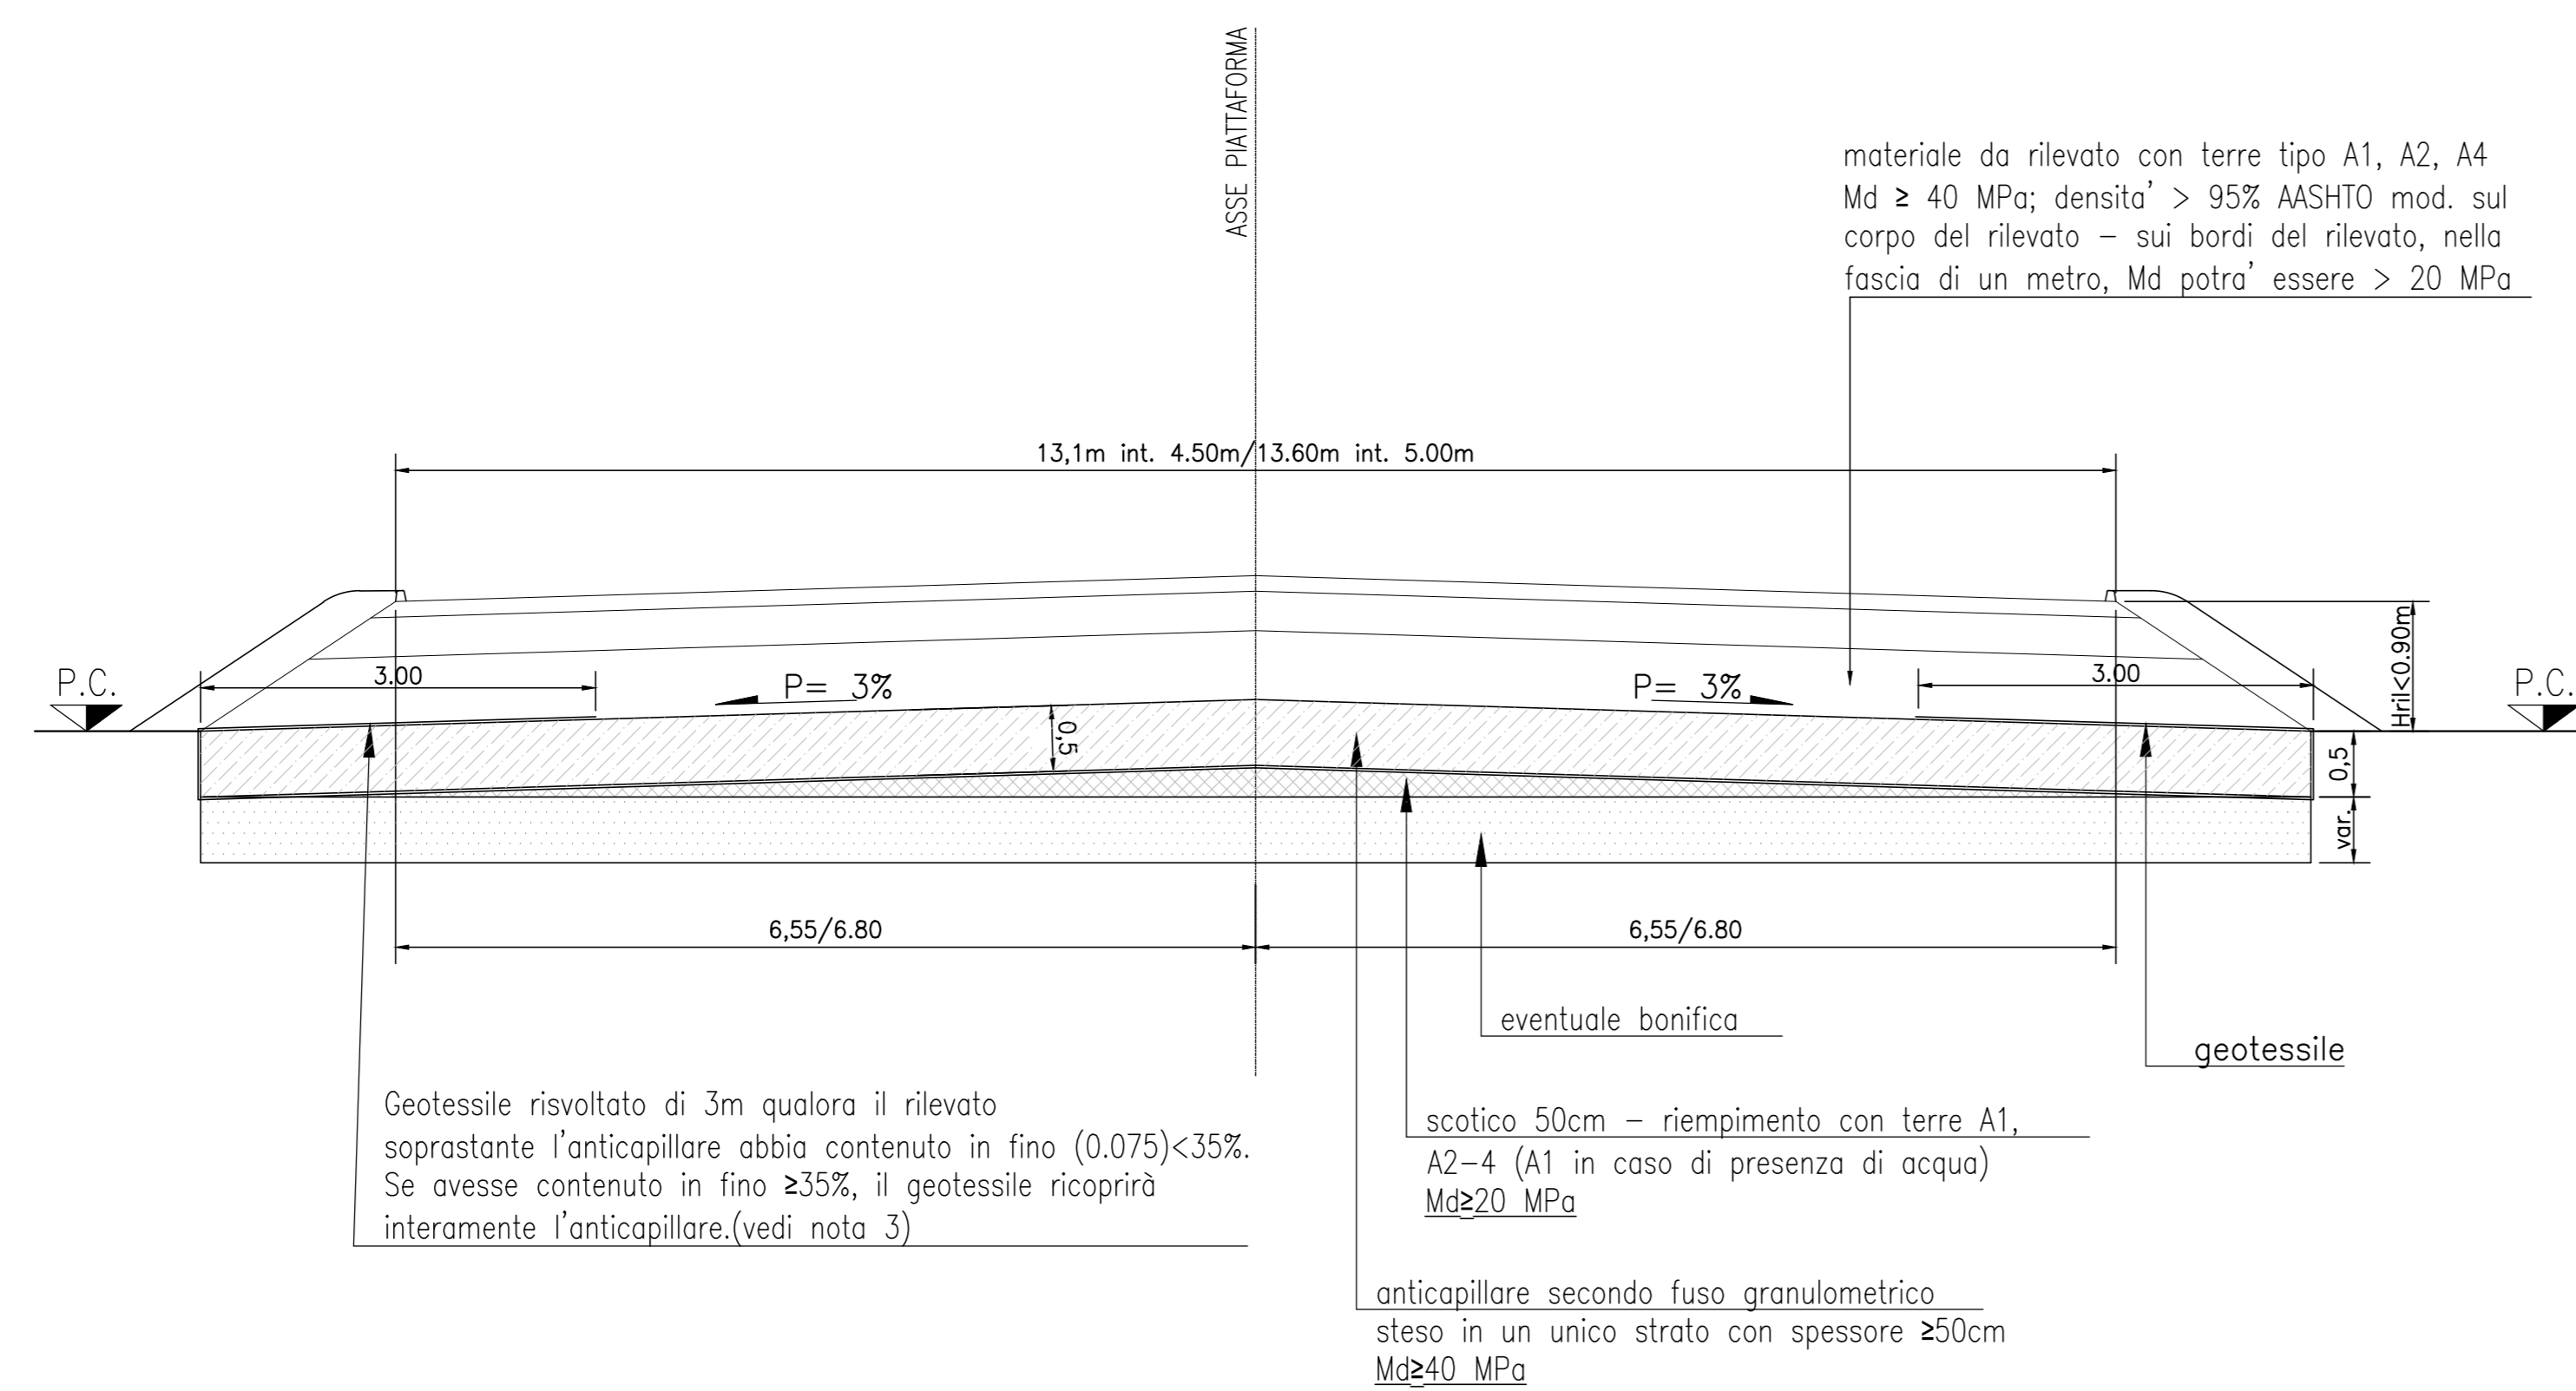 ASSE PIATTAFORMA
materiale da rilevato con terre tipo A1, A2, A4
Md ≥ 40 MPa; densita' > 95% AASHTO mod. sul
corpo del rilevato – sui bordi del rilevato, nella
fascia di un metro, Md potra' essere > 20 MPa
13,1m int. 4.50m/13.60m int. 5.00m
P.C.
3.00
P= 3%
P= 3%
3.00
Hril<0.90m
P.C.
0,5
0,5
var.
6,55/6.80
6,55/6.80
eventuale bonifica
geotessile
Geotessile risvoltato di 3m qualora il rilevato
soprastante l'anticapillare abbia contenuto in fino (0.075)<35%.
Se avesse contenuto in fino ≥35%, il geotessile ricoprirà
interamente l'anticapillare.(vedi nota 3)
scotico 50cm – riempimento con terre A1,
A2–4 (A1 in caso di presenza di acqua)
Md≥20 MPa
anticapillare secondo fuso granulometrico
steso in un unico strato con spessore ≥50cm
Md≥40 MPa